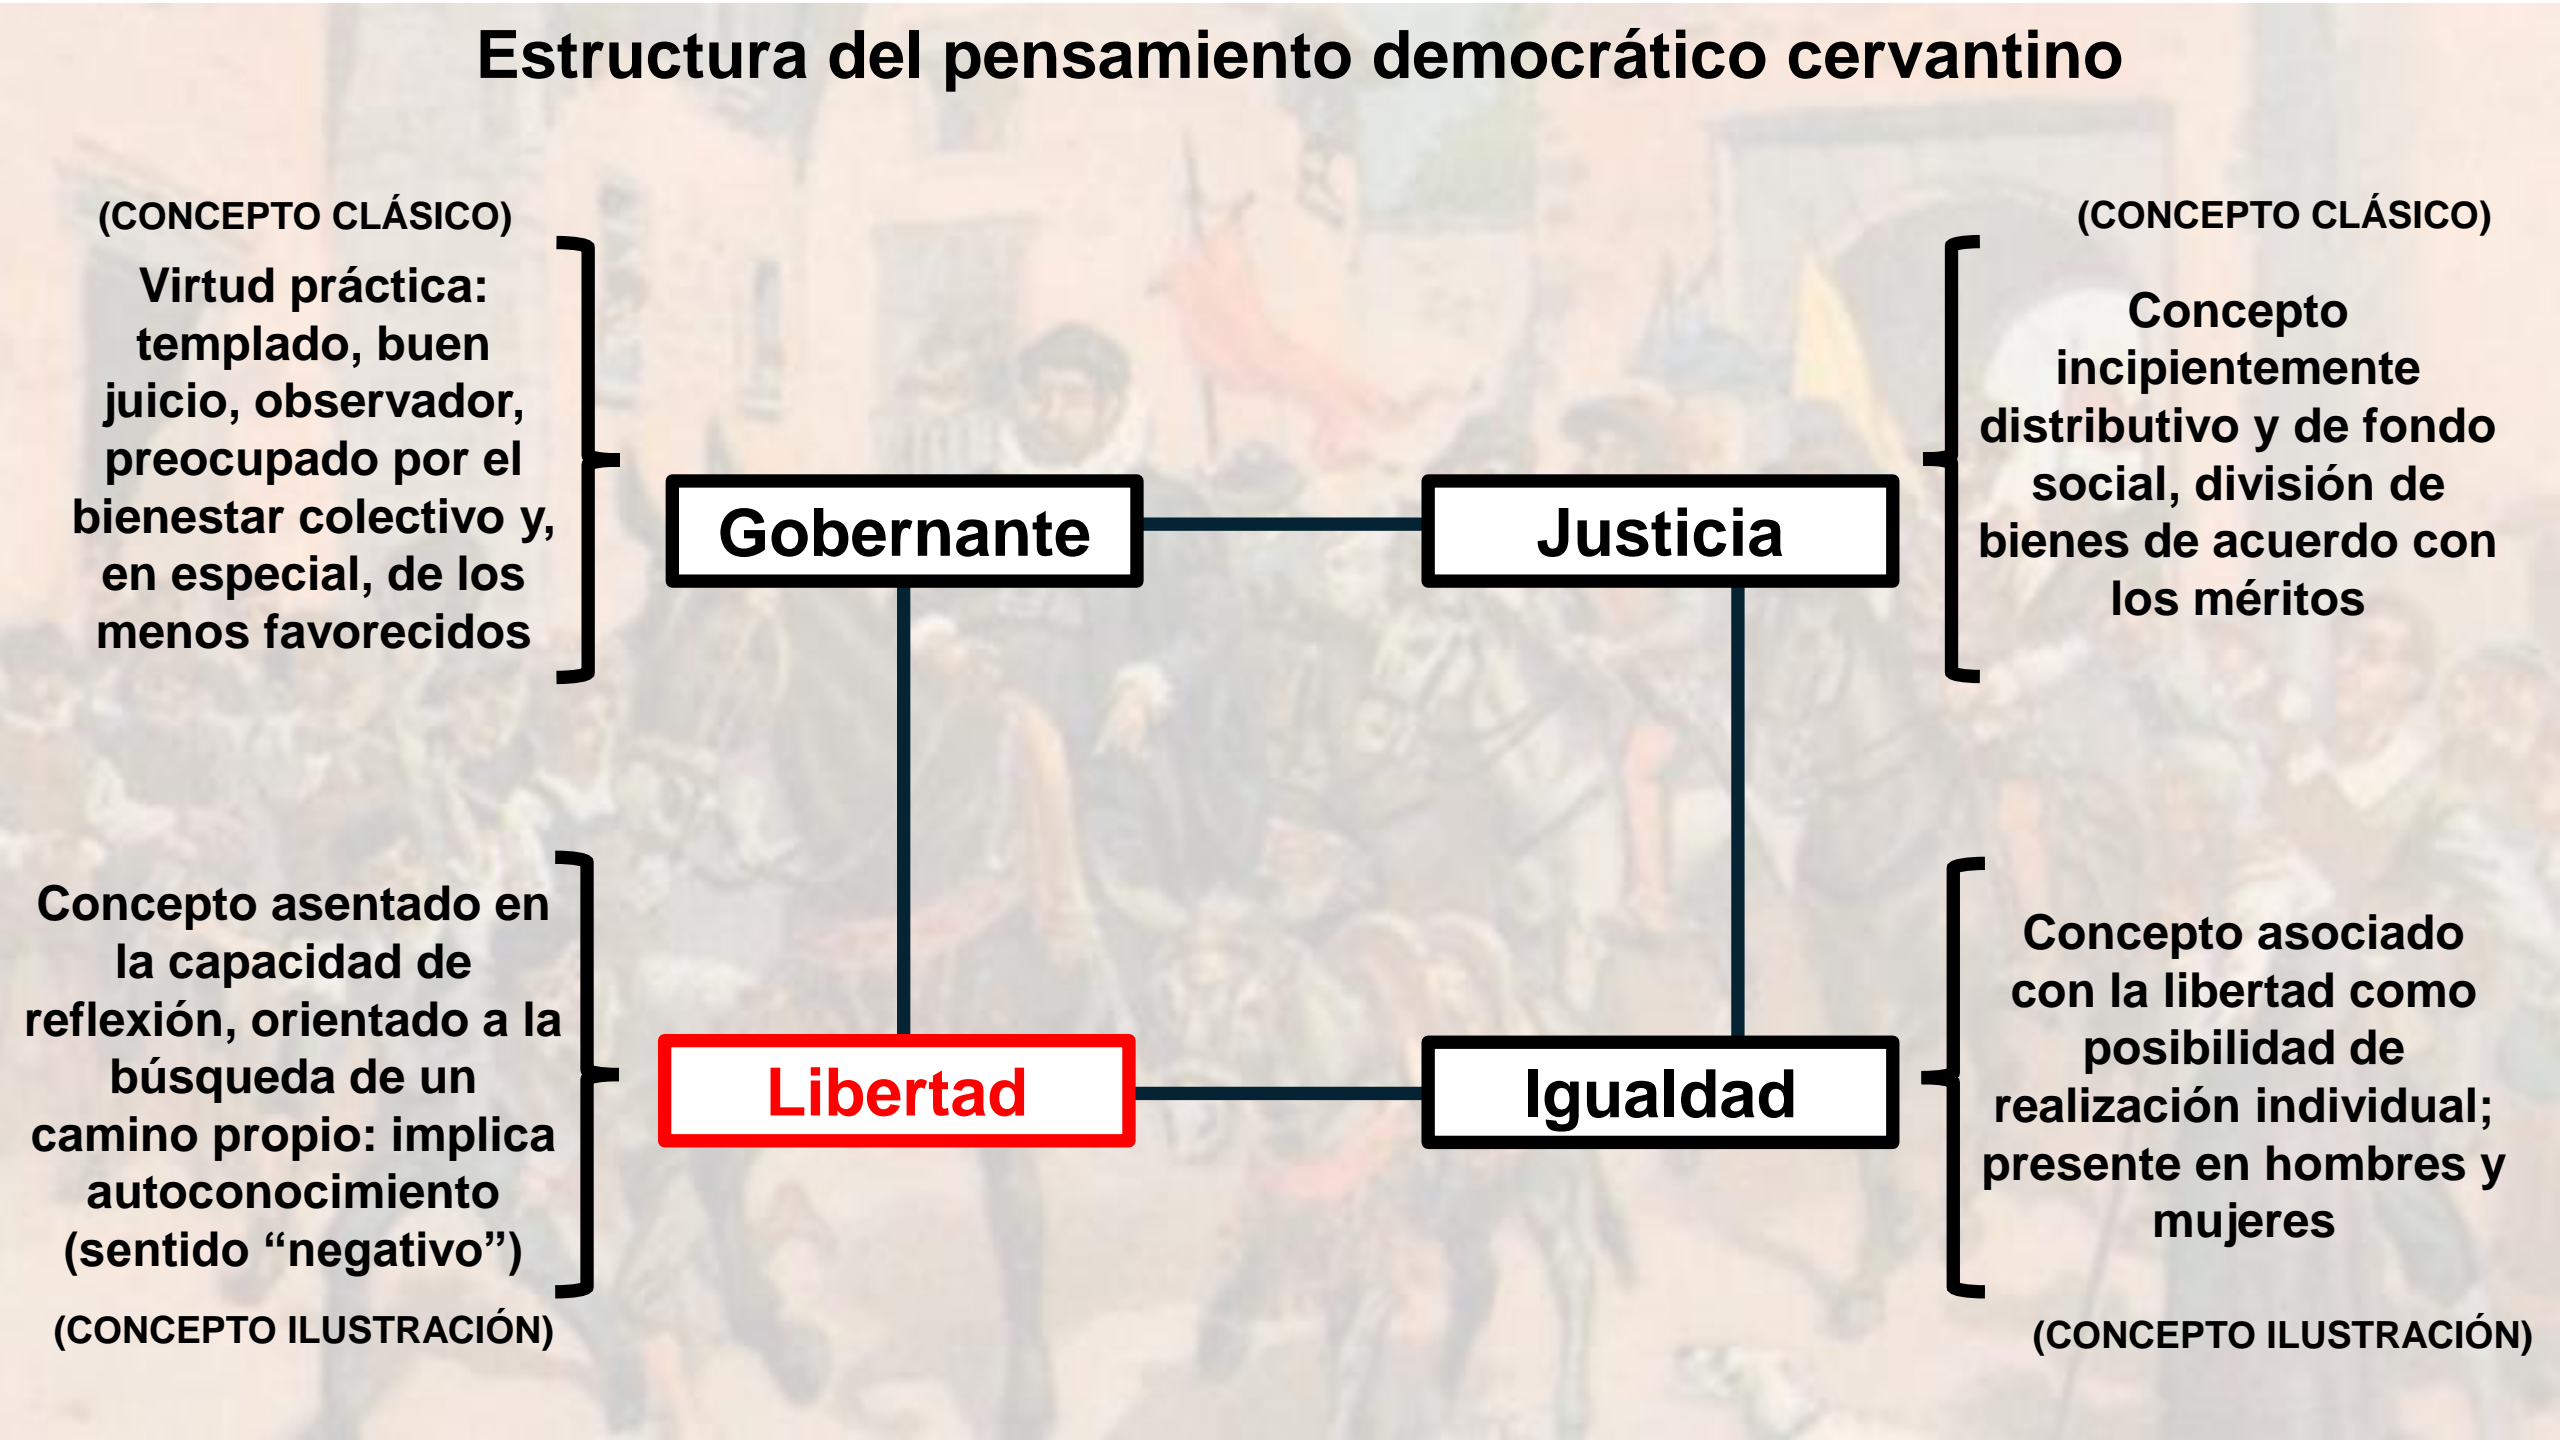 Estructura del pensamiento democrático cervantino
(CONCEPTO CLÁSICO)
Virtud práctica:
templado, buen
juicio, observador,
preocupado por el
bienestar colectivo y,
en especial, de los
menos favorecidos
Gobernante
Justicia
(CONCEPTO CLÁSICO)
Concepto
incipientemente
distributivo y de fondo
social, división de
bienes de acuerdo con
los méritos
Concepto asentado en
la capacidad de
reflexión, orientado a la
búsqueda de un
camino propio: implica
autoconocimiento
(sentido “negativo”)
(CONCEPTO ILUSTRACIÓN)
Libertad
Igualdad
Concepto asociado
con la libertad como
posibilidad de
realización individual;
presente en hombres y
mujeres
(CONCEPTO ILUSTRACIÓN)